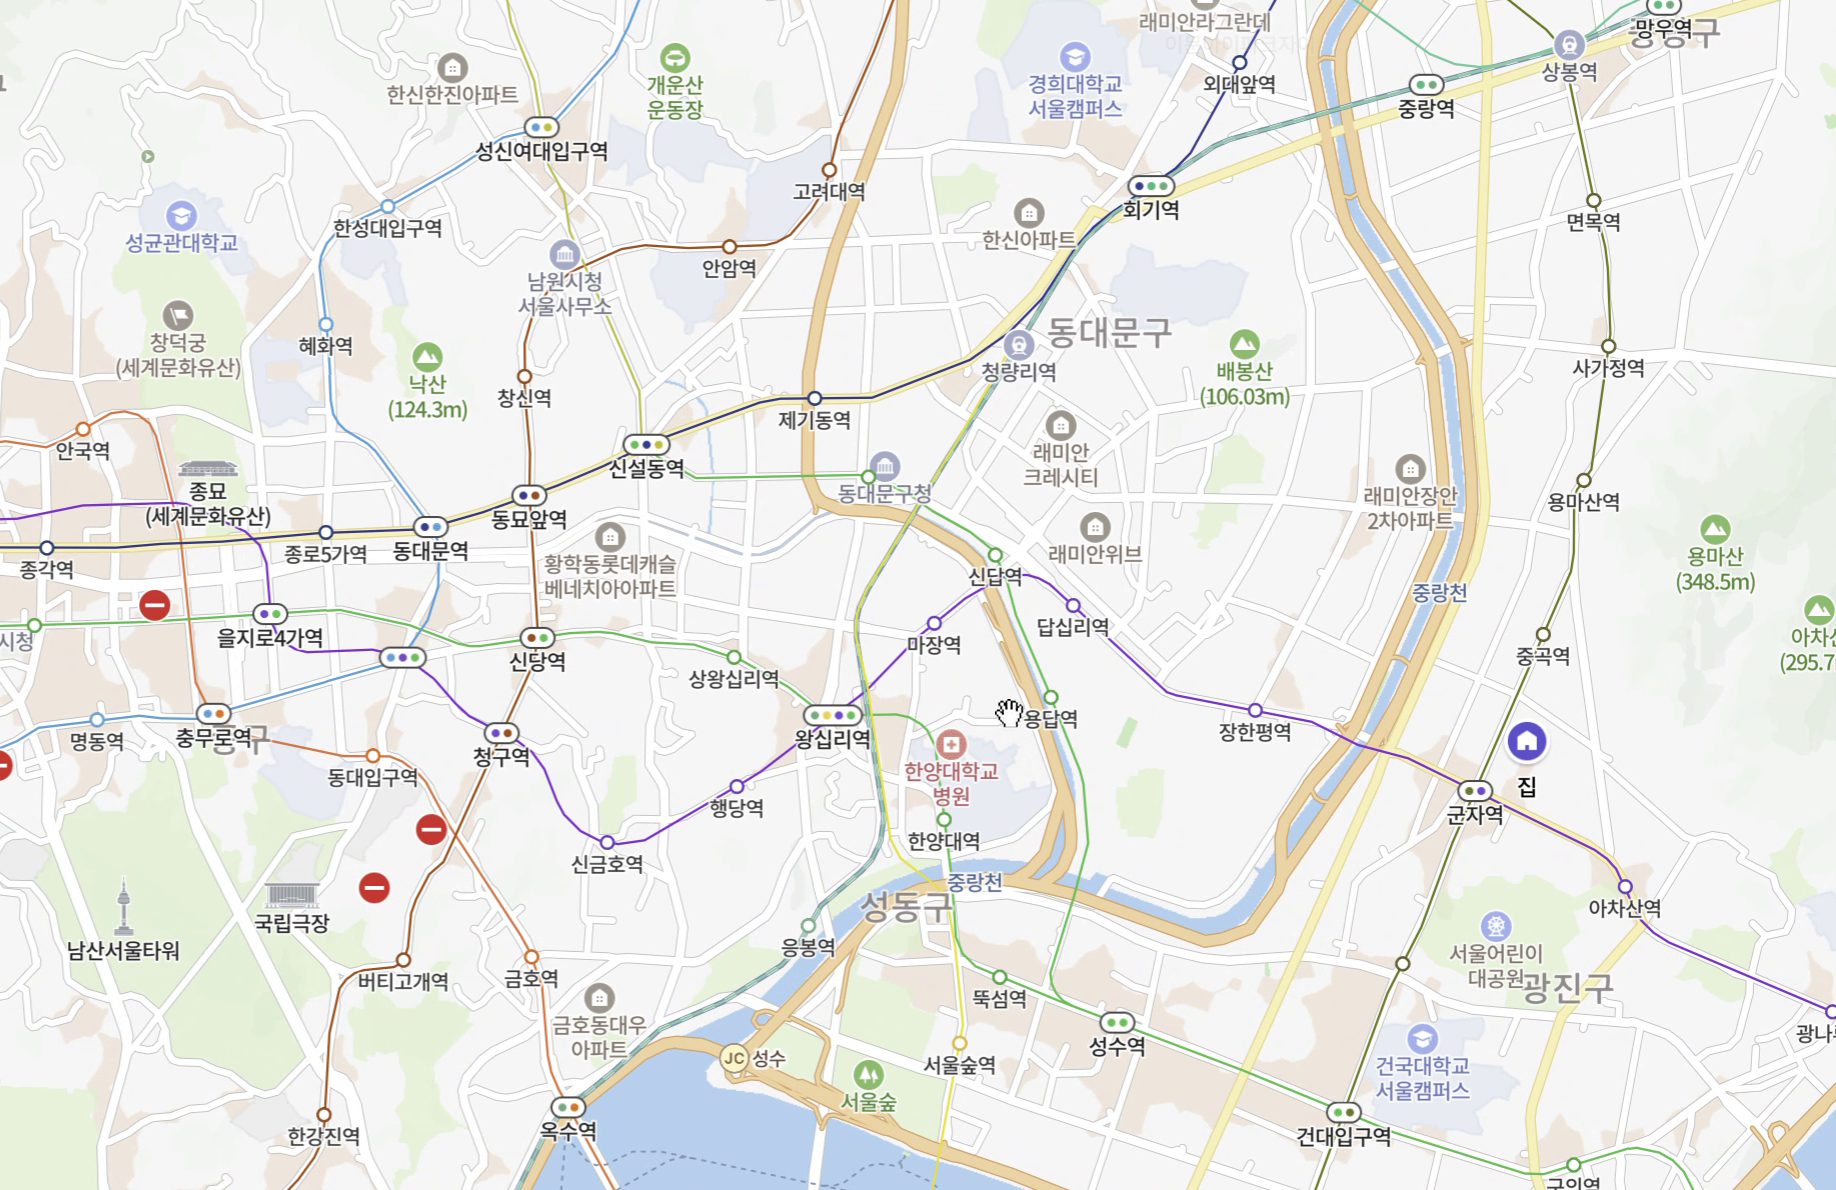 래미안라그란데
망우역
상봉역
한신한진아파트
개운산
운동장
경희대학교
서울캠퍼스
외대앞역
중랑역
성신여대입구역
고려대역
회기역
성균관대학교
한성대입구역
한신아파트
면목역
안암역
남원시청
서울사무소
창덕궁
(세계문화유산)
혜화역
낙산
(124.3m)
동대문구
청량리역
배봉산
(106.03m)
사가정역
창신역
제기동역
안국역
신설동역
래미안
크레시티
종묘
(세계문화유산)
동대문구청
래미안장안
2차아파트
용마산역
동묘앞역
종로5가역
동대문역
종각역
황학동롯데캐슬
베네치아아파트
래미안위브
용마산
(348.5m)
신답역
중랑천
시청
을지로4가역
신당역
마장역
답십리역
중곡역
아차산
(295.7
상왕십리역
명동역
충무로역
중구
청구역
왕십리역
용답역
장한평역
동대입구역
한양대학교
병원
집
행당역
군자역
신금호역
한양대역
중랑천
성동구
아차산역
국립극장
남산서울타워
응봉역
서울어린이
대공원
광진구
버티고개역
금호역
뚝섬역
금호동대우
아파트
JC 성수
서울숲역
성수역
광나루
건국대학교
서울캠퍼스
서울숲
한강진역
옥수역
건대입구역
구의역